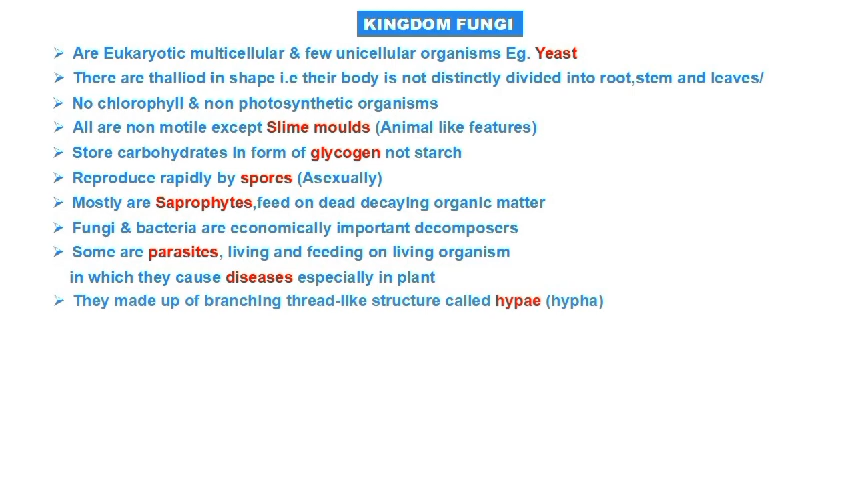 KINGDOM FUNGI
➢ Are Eukaryotic multicellular & few unicellular organisms Eg. Yeast
➢ There are thalliod in shape i.e their body is not distinctly divided into root,stem and leaves/
➢ No chlorophyll & non photosynthetic organisms
➢ All are non motile except Slime moulds (Animal like features)
➢ Store carbohydrates in form of glycogen not starch
➢ Reproduce rapidly by spores (Asexually)
➢ Mostly are Saprophytes,feed on dead decaying organic matter
➢ Fungi & bacteria are economically important decomposers
➢ Some are parasites, living and feeding on living organism
in which they cause diseases especially in plant
➢ They made up of branching thread-like structure called hypae (hypha)